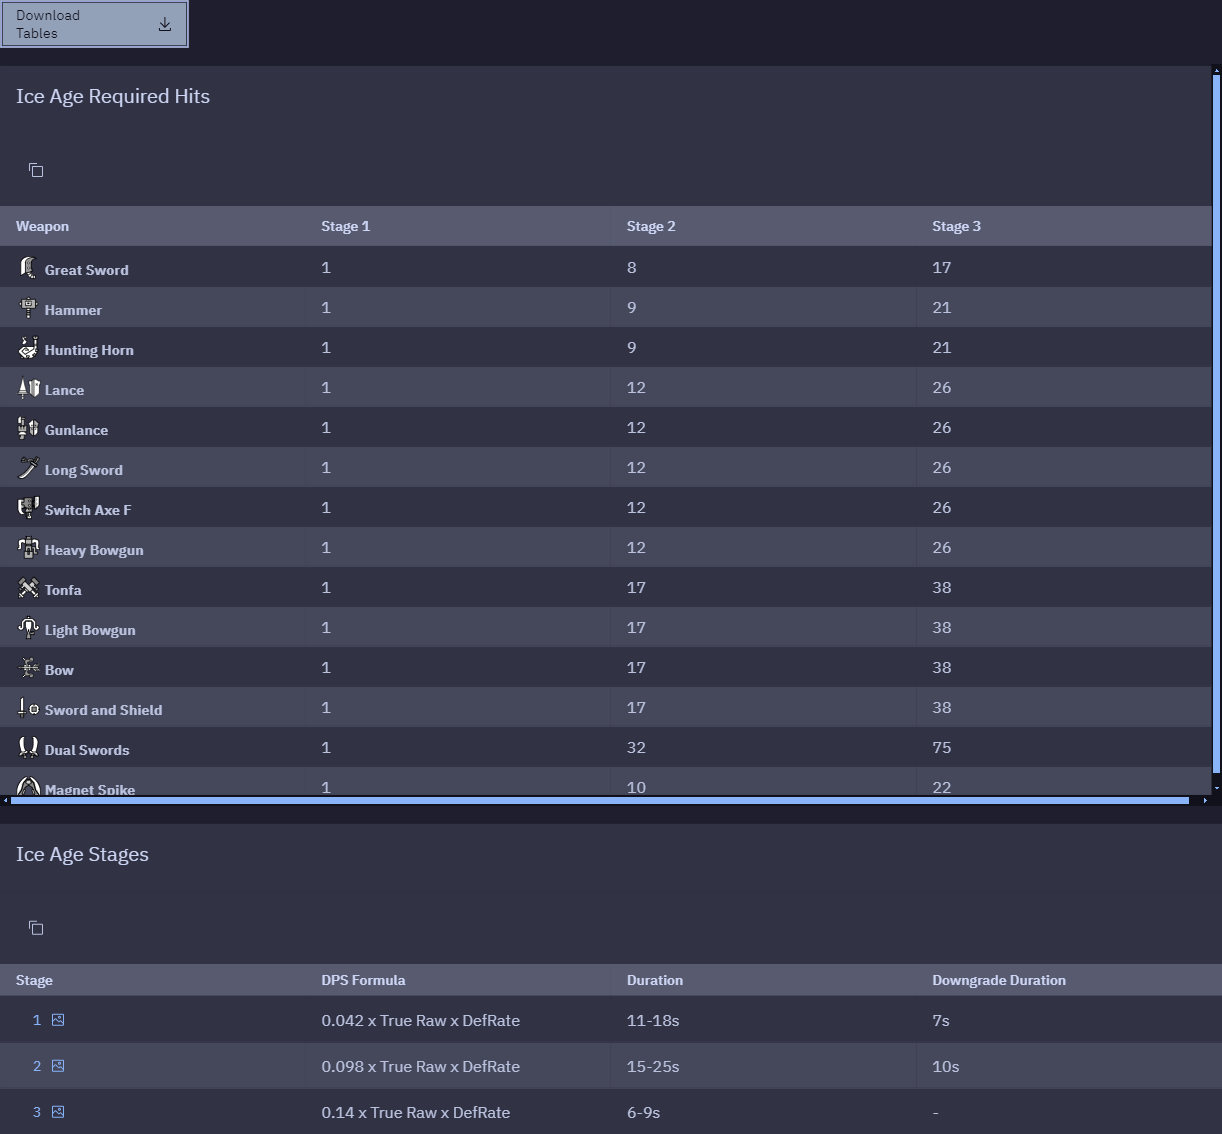 Download
Tables
Ice Age Required Hits
Weapon Stage 1 Stage 2 Stage 3
Great Sword 1 8 17
Hammer 1 9 21
Hunting Horn 1 9 21
Lance 1 12 26
Gunlance 1 12 26
Long Sword 1 12 26
Switch Axe F 1 12 26
Heavy Bowgun 1 12 26
Tonfa 1 17 38
Light Bowgun 1 17 38
Bow 1 17 38
Sword and Shield 1 17 38
Dual Swords 1 32 75
Magnet Spike 1 10 22
Ice Age Stages
Stage DPS Formula Duration Downgrade Duration
1 0.042 x True Raw x DefRate 11-18s 7s
2 0.098 x True Raw x DefRate 15-25s 10s
3 0.14 x True Raw x DefRate 6-9s -